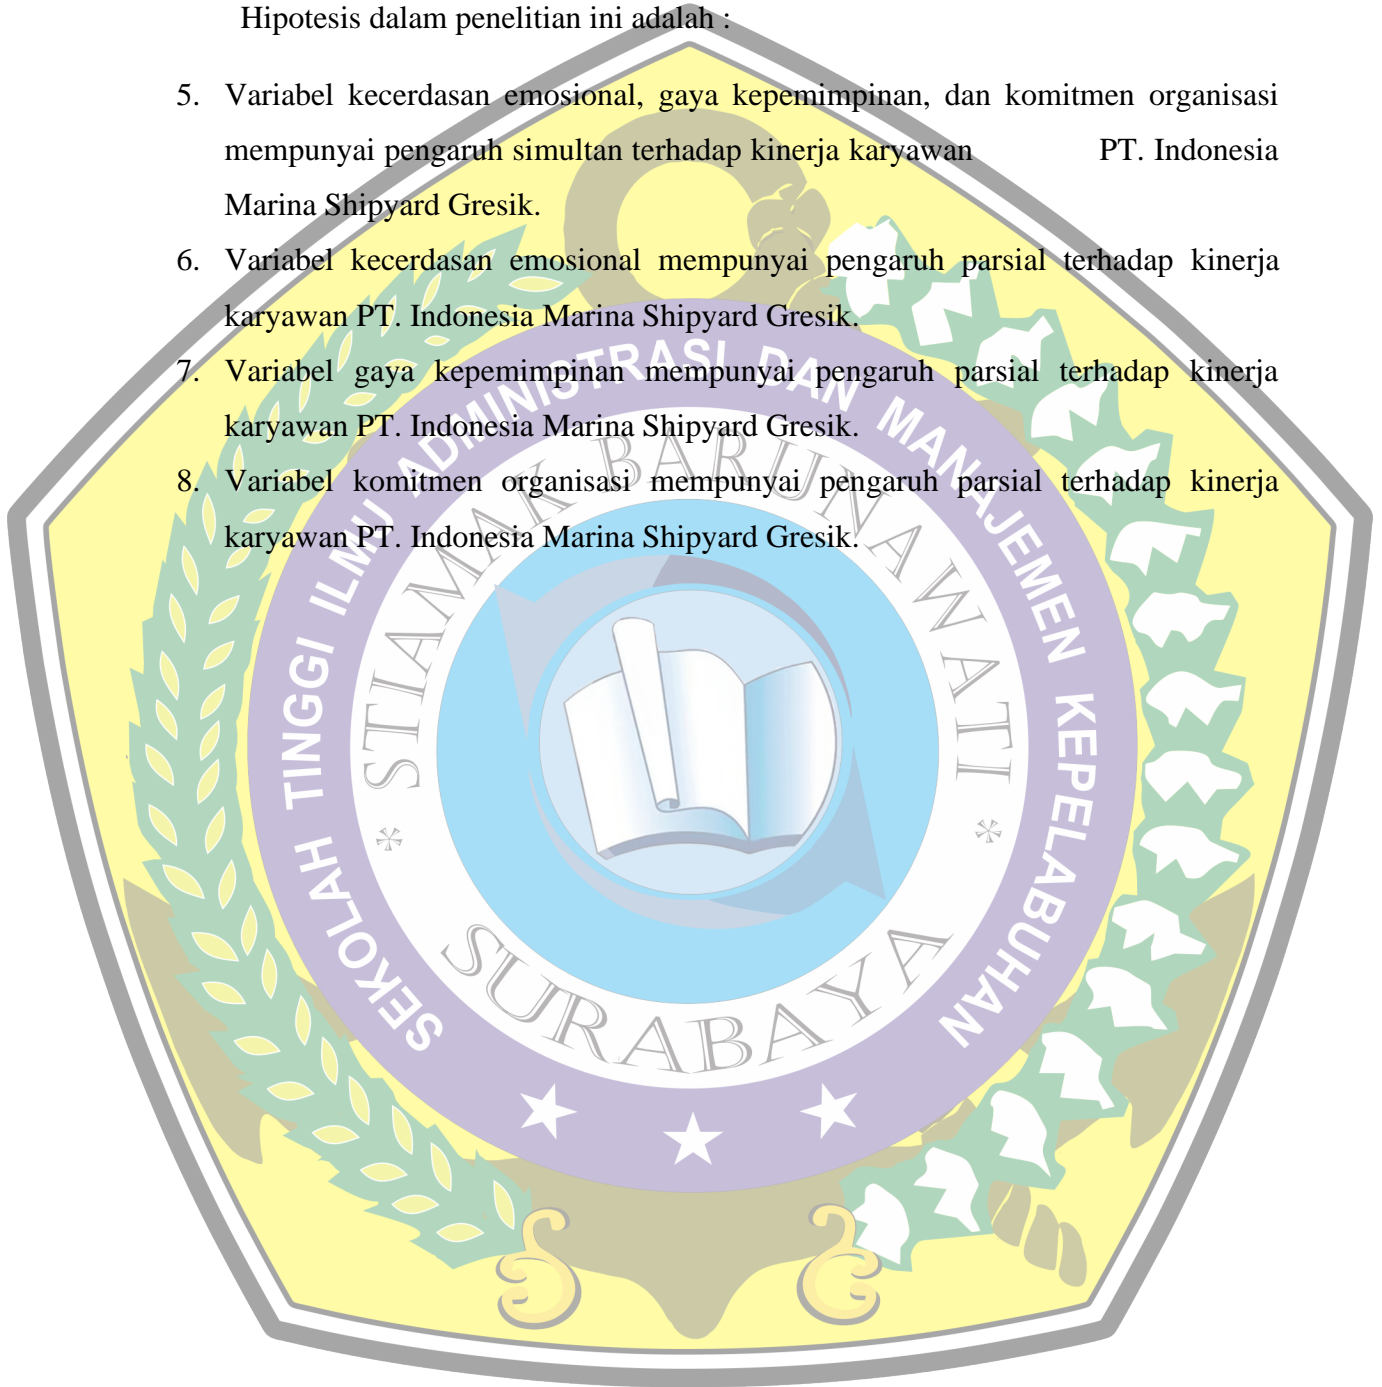 Hipotesis dalam penelitian ini adalah :
5. Variabel kecerdasan emosional, gaya kepemimpinan, dan komitmen organisasi
mempunyai pengaruh simultan terhadap kinerja karyawan PT. Indonesia
Marina Shipyard Gresik.
6. Variabel kecerdasan emosional mempunyai pengaruh parsial terhadap kinerja
karyawan PT. Indonesia Marina Shipyard Gresik.
7. Variabel gaya kepemimpinan mempunyai pengaruh parsial terhadap kinerja
karyawan PT. Indonesia Marina Shipyard Gresik.
8. Variabel komitmen organisasi mempunyai pengaruh parsial terhadap kinerja
karyawan PT. Indonesia Marina Shipyard Gresik.
SEKOLAH TINGGI ILMU ADMINISTRASI DAN MANAJEMEN KEPELABUHAN
* STIAMAK BARUNAWATI *
SURABAYA